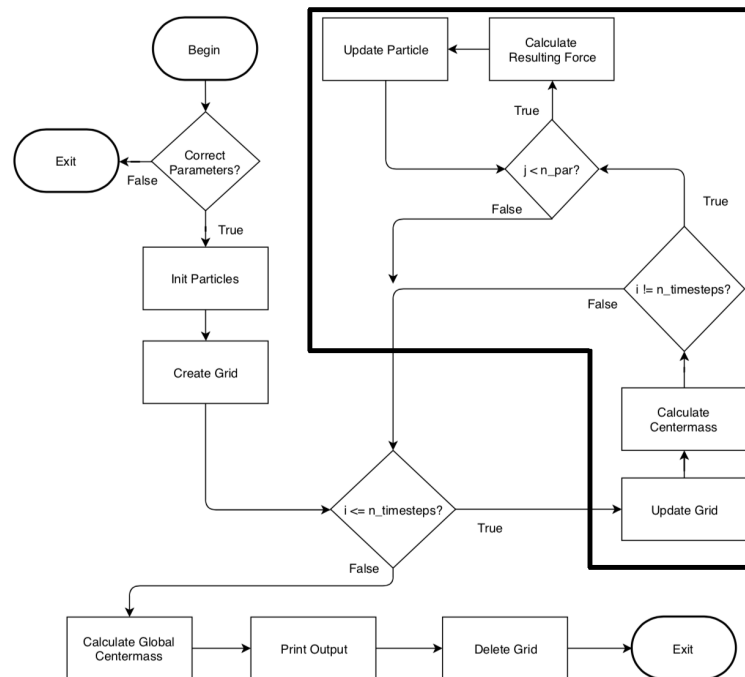 Begin
Update Particle
Calculate
Resulting Force
True
Exit
Correct
Parameters?
False
j < n_par?
True
False
True
Init Particles
i != n_timesteps?
False
Create Grid
Calculate
Centermass
i <= n_timesteps?
True
Update Grid
False
Calculate Global
Centermass
Print Output
Delete Grid
Exit